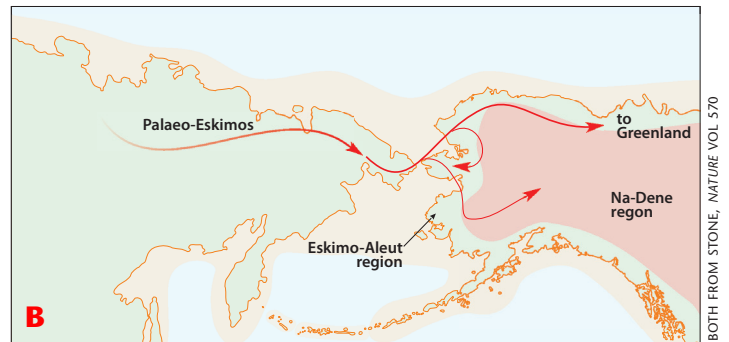 Palaeo-Eskimos
to
Greenland
Na-Dene
regon
Eskimo-Aleut
region
B
BOTH FROM STONE, NATURE VOL 570